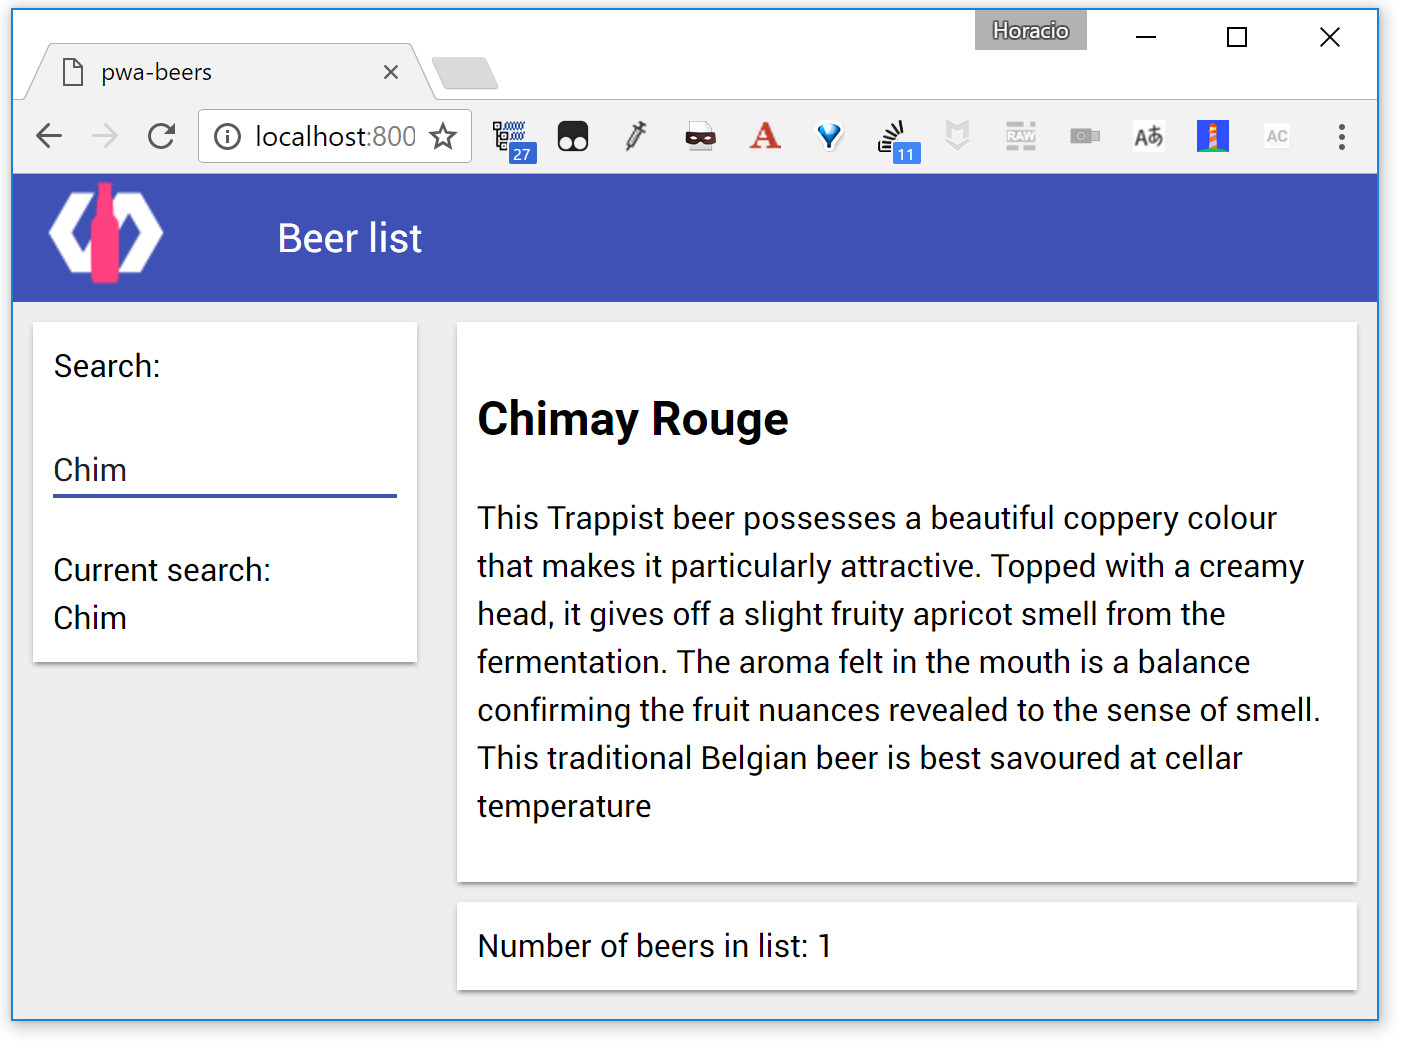 Horacio
pwa-beers
localhost:800
27
A
11
RAW
Aあ
AC
Beer list
Search:
Chim
Current search:
Chim
Chimay Rouge
This Trappist beer possesses a beautiful coppery colour
that makes it particularly attractive. Topped with a creamy
head, it gives off a slight fruity apricot smell from the
fermentation. The aroma felt in the mouth is a balance
confirming the fruit nuances revealed to the sense of smell.
This traditional Belgian beer is best savoured at cellar
temperature
Number of beers in list: 1